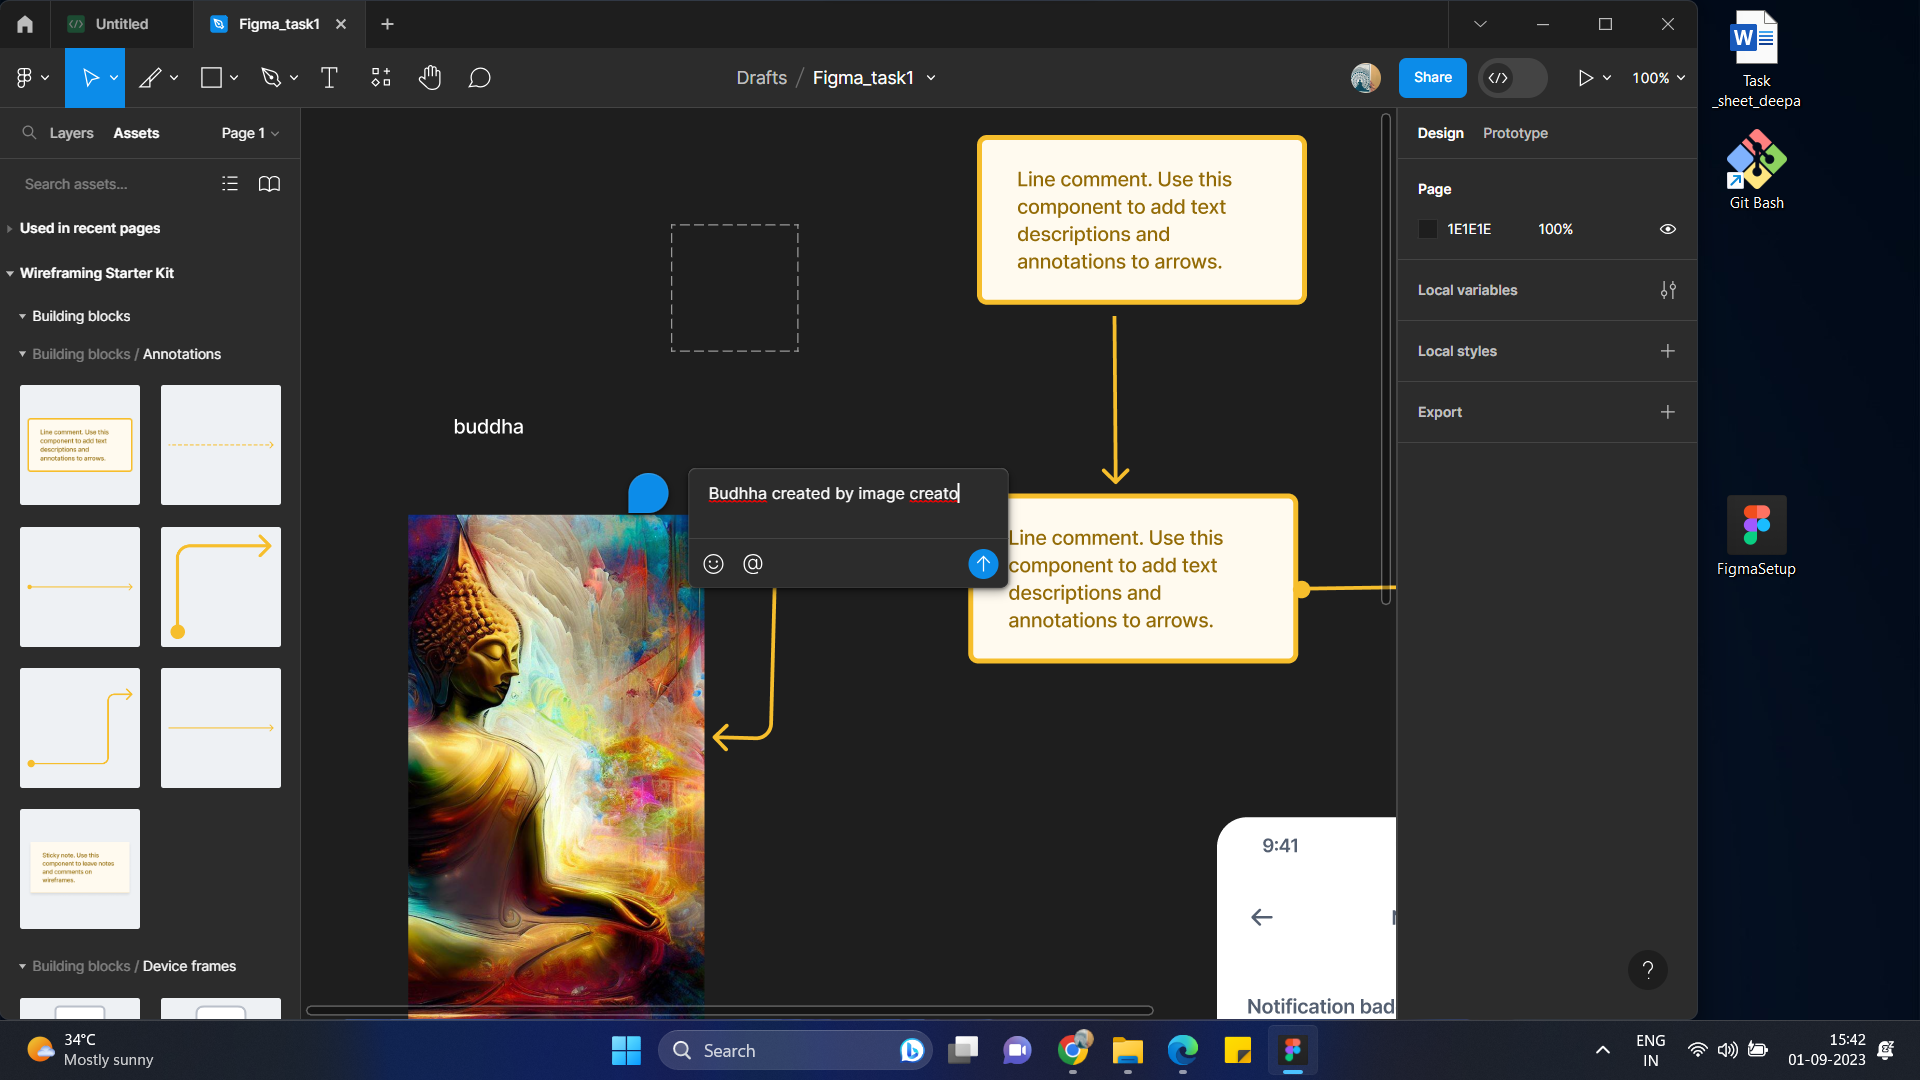 Untitled
Figma_task1
Drafts / Figma_task1
Share
100%
Layers
Assets
Page 1
Search assets...
Used in recent pages
Wireframing Starter Kit
Building blocks
Building blocks / Annotations
Line comment. Use this
component to add text
descriptions and
annotations to arrows.
Sticky note. Use this
component to leave notes
and comments on
wireframes.
Building blocks / Device frames
buddha
Budhha created by image creato
@
Line comment. Use this
component to add text
descriptions and
annotations to arrows.
Line comment. Use this
component to add text
descriptions and
annotations to arrows.
9:41
Notification bad
Design
Prototype
Page
1E1E1E
100%
Local variables
Local styles
Export
?
Task
_sheet_deepa
Git Bash
FigmaSetup
34°C
Mostly sunny
Search
ENG
IN
15:42
01-09-2023